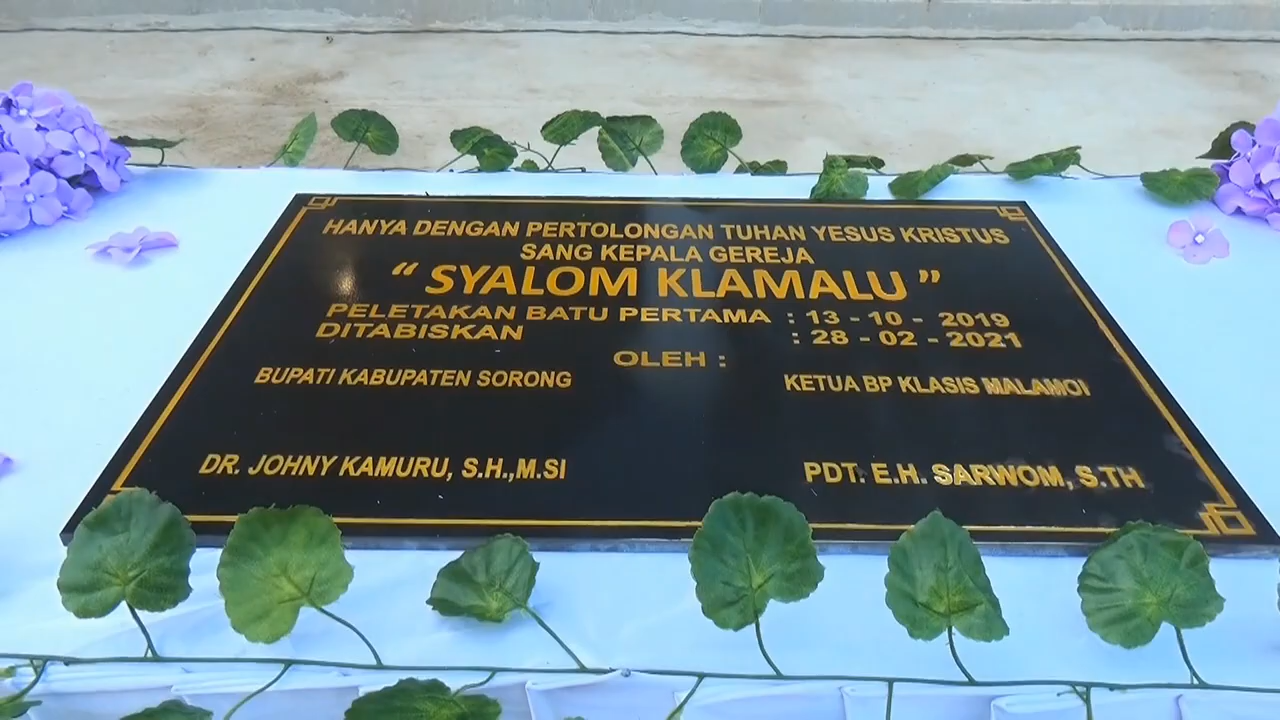 HANYA DENGAN PERTOLONGAN TUHAN YESUS KRISTUS
SANG KEPALA GEREJA
“ SYALOM KLAMALU ”
PELETAKAN BATU PERTAMA : 13 - 10 - 2019
DITABISKAN : 28 - 02 - 2021
OLEH :
BUPATI KABUPATEN SORONG KETUA BP KLASIS MALAMOI
DR. JOHNY KAMURU, S.H.,M.SI PDT. E.H. SARWOM, S.TH